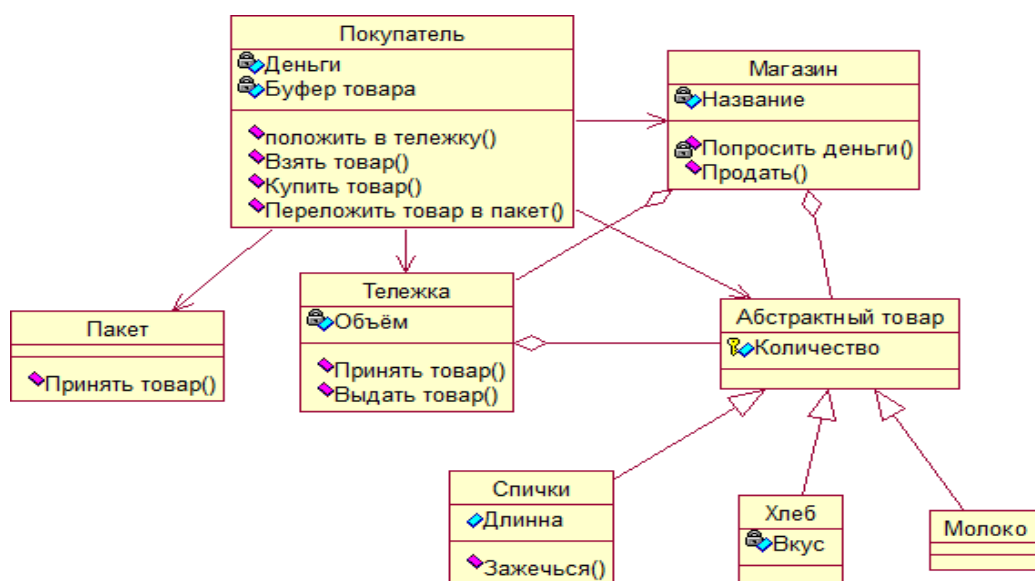 Покупатель
Деньги
Буфер товара
положить в тележку()
Взять товар()
Купить товар()
Переложить товар в пакет()
Магазин
Название
Попросить деньги()
Продать()
Пакет
Принять товар()
Тележка
Объём
Принять товар()
Выдать товар()
Абстрактный товар
Количество
Спички
Длинна
Зажечься()
Хлеб
Вкус
Молоко